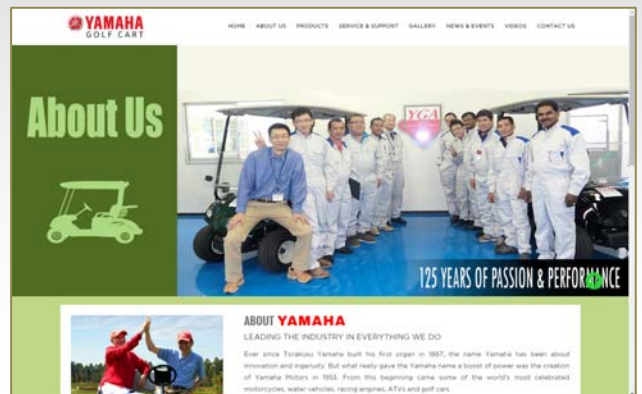 YAMAHA
GOLF CART
HOME ABOUT US PRODUCTS SERVICE & SUPPORT GALLERY NEWS & EVENTS VIDEOS CONTACT US
About Us
YGA
125 YEARS OF PASSION & PERFORMANCE
ABOUT YAMAHA
LEADING THE INDUSTRY IN EVERYTHING WE DO
Ever since Torakusu Yamaha built his first organ in 1887, the name Yamaha has been about
innovation and ingenuity. But what really gave the Yamaha name a boost of power was the creation
of Yamaha Motors in 1953. From this beginning came some of the world's most celebrated
motorcycles, water vehicles, racing engines, ATVs and golf cars.